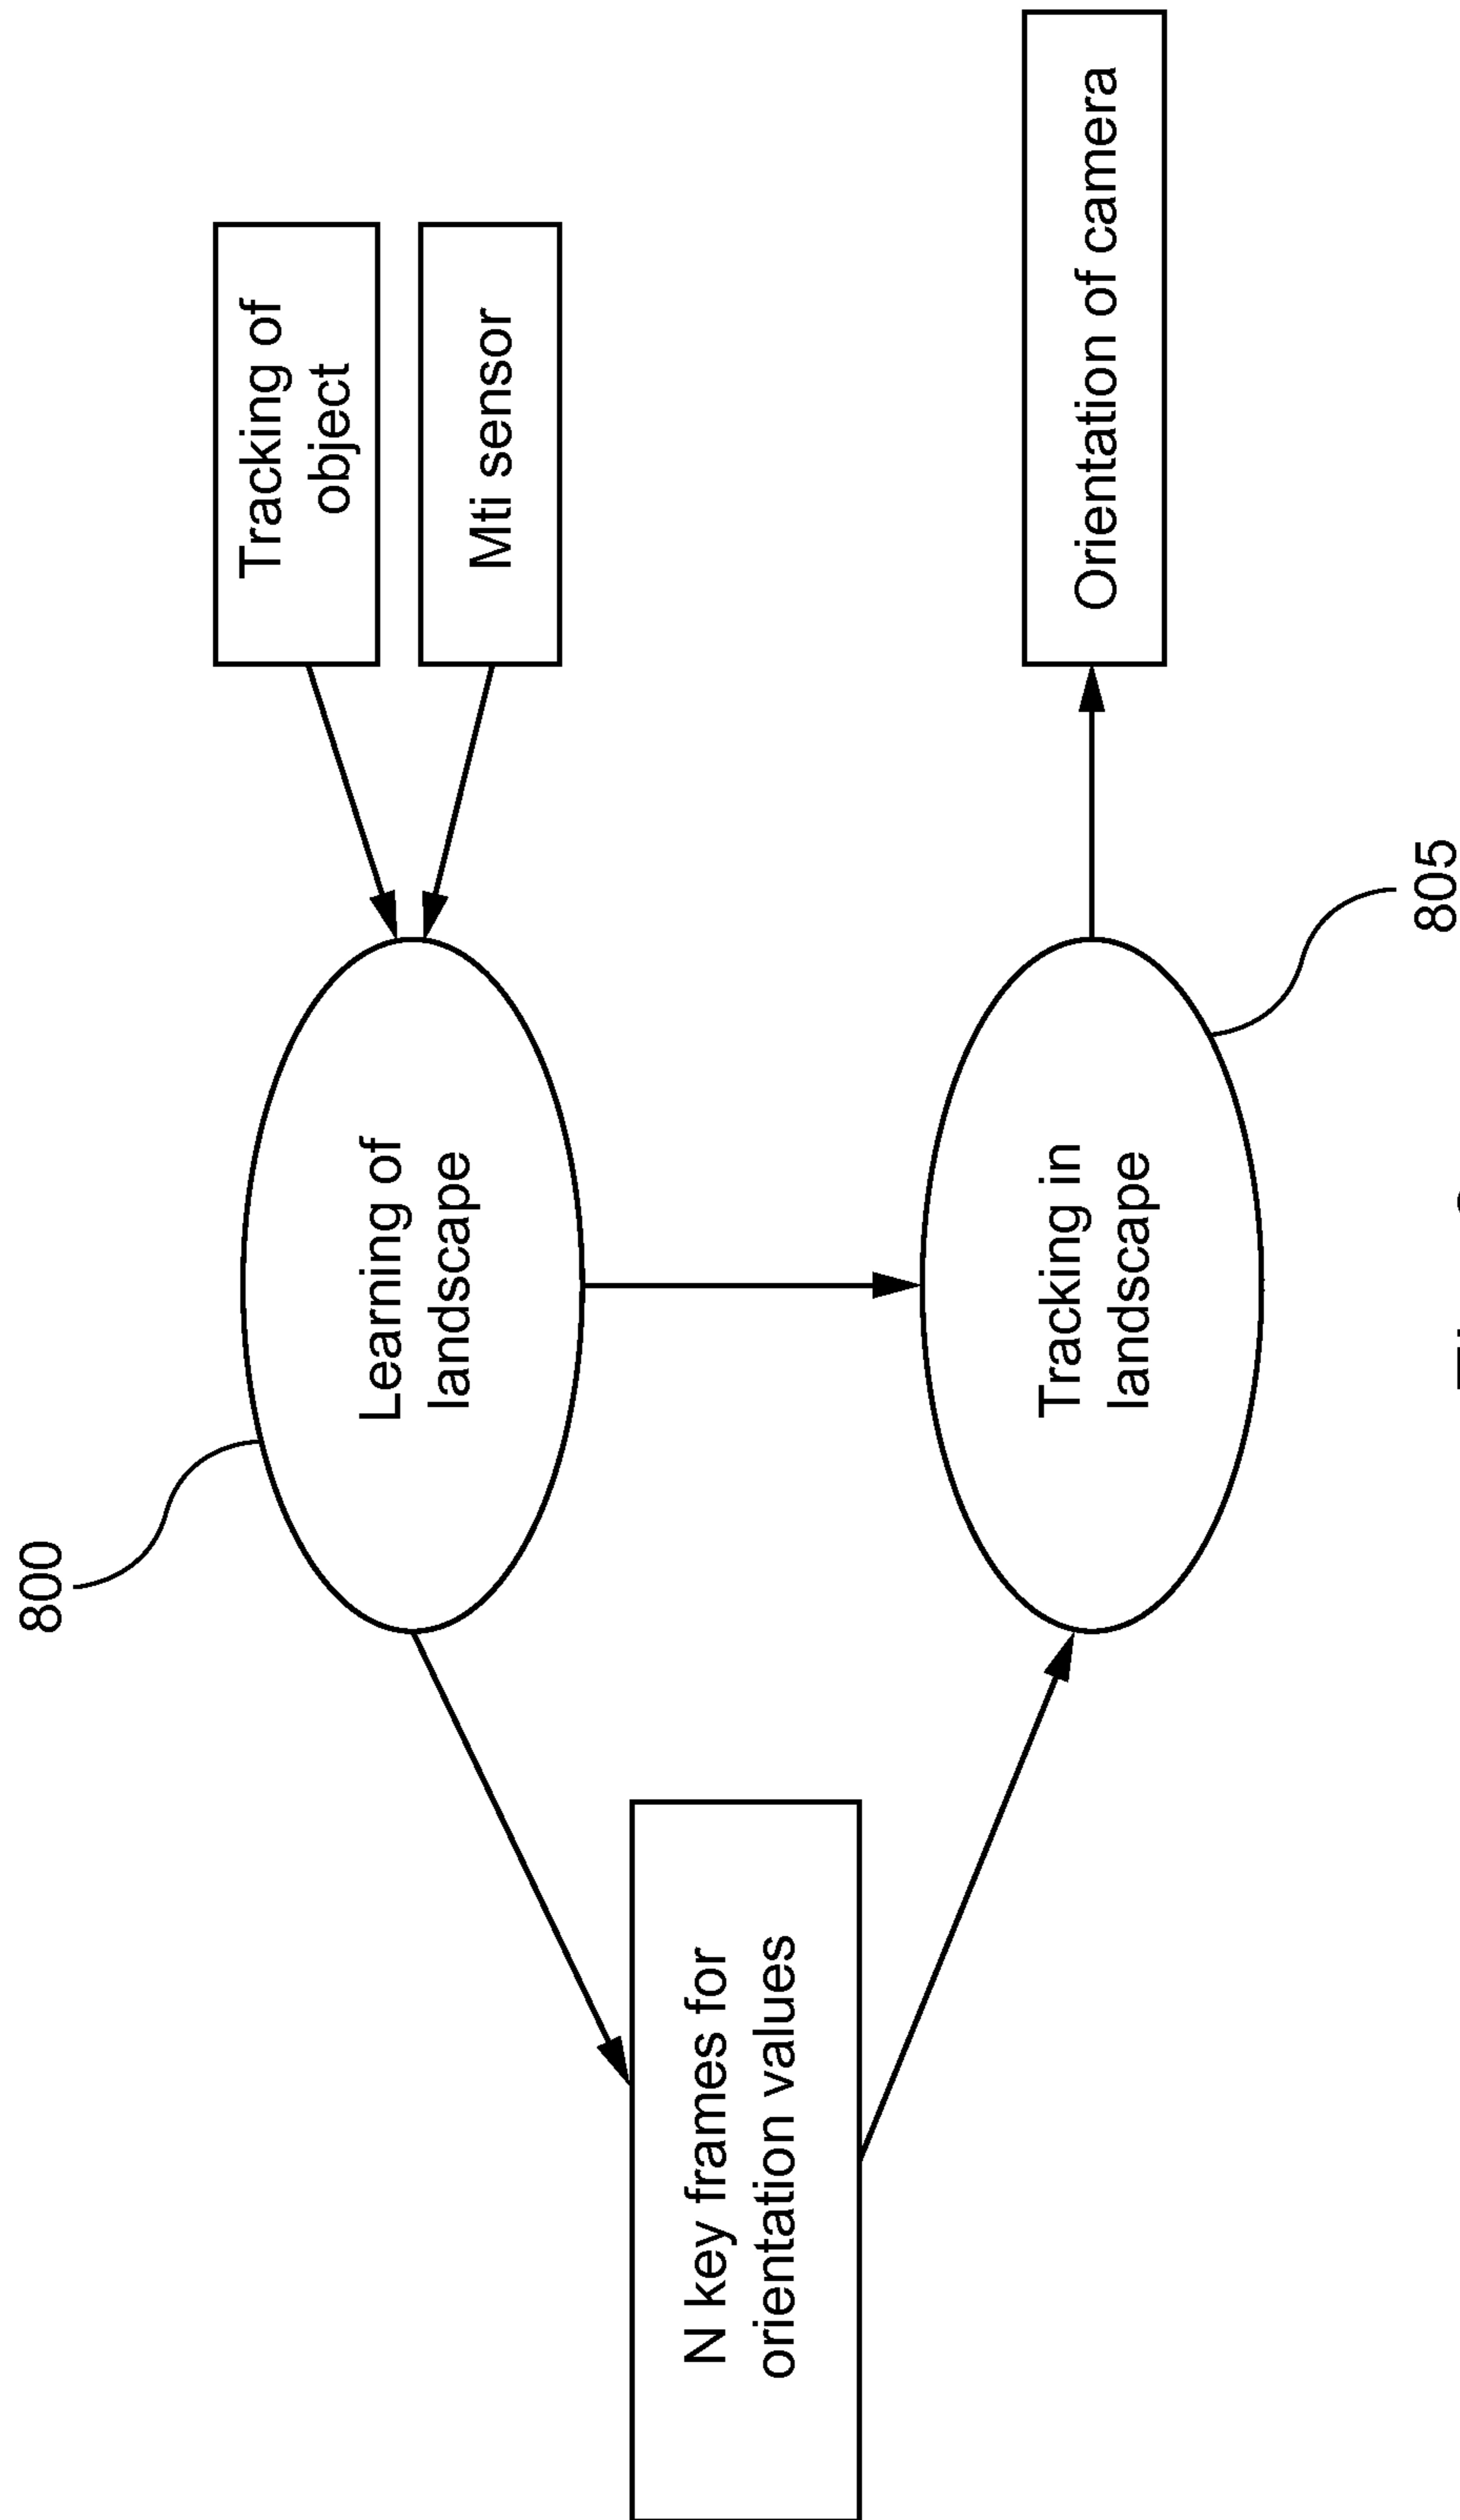 800
Learning of
landscape
Tracking of
object
Mti sensor
N key frames for
orientation values
Tracking in
landscape
Orientation of camera
805